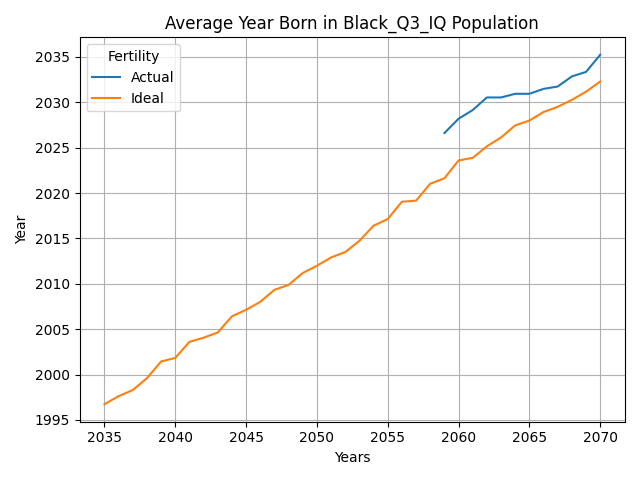 Average Year Born in Black_Q3_IQ Population
Fertility
Actual
Ideal
Year
2035
2030
2025
2020
2015
2010
2005
2000
1995
2035 2040 2045 2050 2055 2060 2065 2070
Years